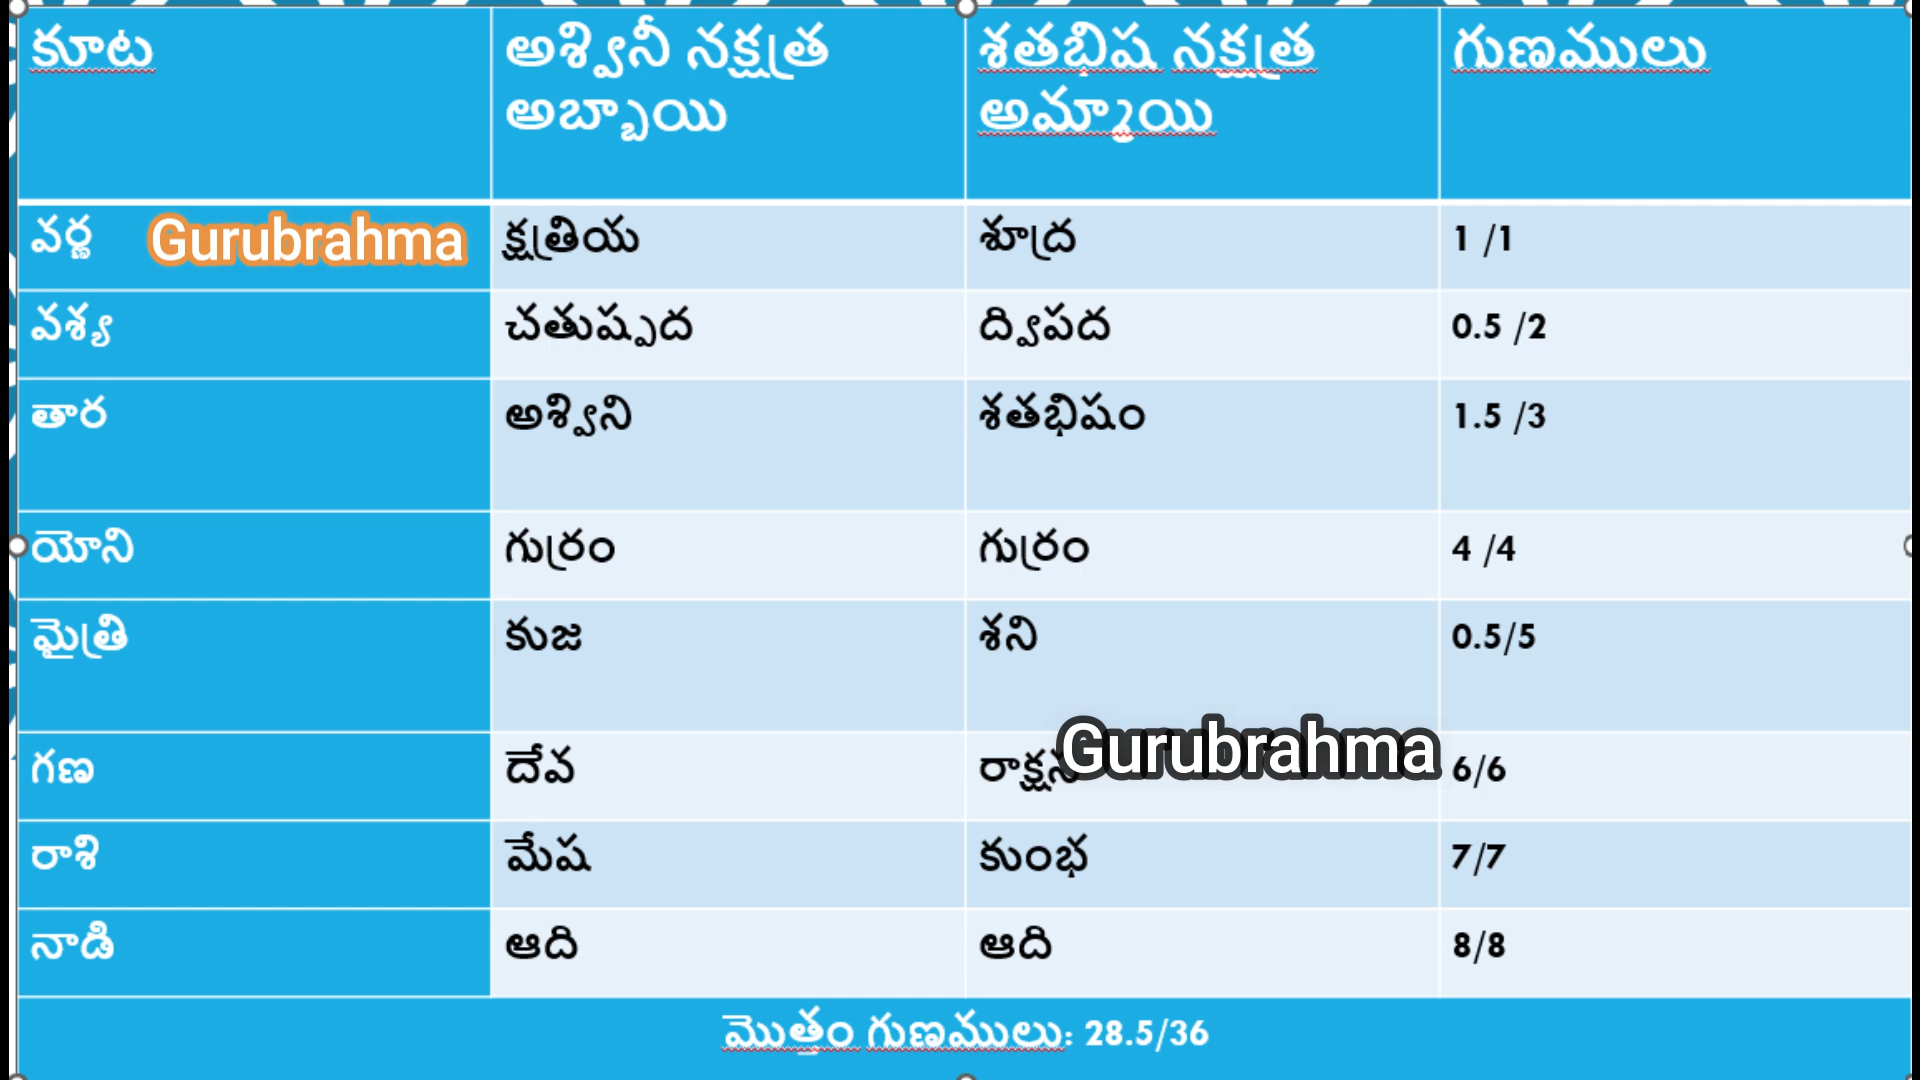 కూట అశ్వినీ నక్షత్ర శతబిష నక్షత్ర గుణములు
అబ్బాయి అమ్మాయి
వర్ణ Gurubrahma క్షత్రియ శూద్ర 1 /1
వశ్య చతుష్పద ద్విపద 0.5 /2
తార అశ్విని శతభిషం 1.5 /3
యోని గుర్రం గుర్రం 4 /4
మైత్రి కుజ శని 0.5/5
Gurubrahma
గణ దేవ రాక్షస 6/6
రాశి మేష కుంభ 7/7
నాడి ఆది ఆది 8/8
మొత్తం గుణములు: 28.5/36